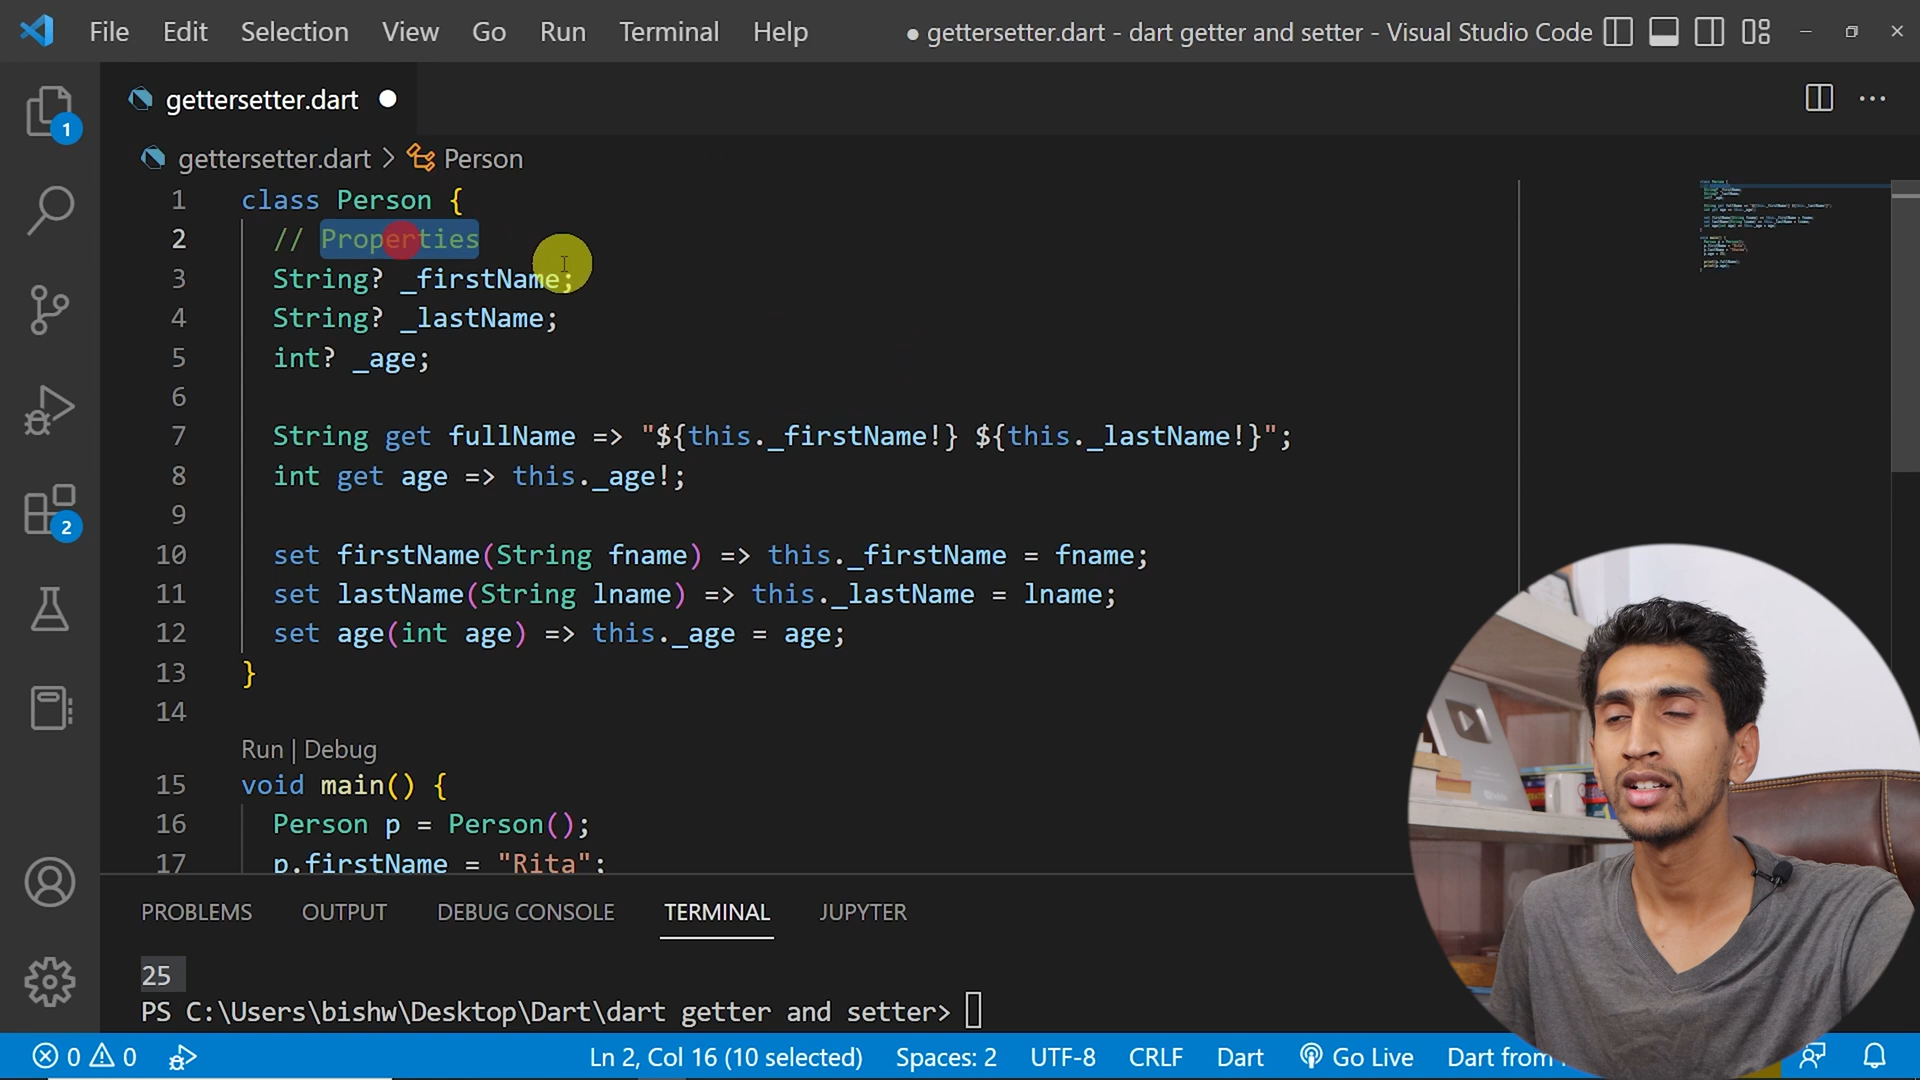 File Edit Selection View Go Run Terminal Help ● gettersetter.dart - dart getter and setter - Visual Studio Code
gettersetter.dart
gettersetter.dart > Person
1 class Person {
2 // Properties
3 String? _firstName;
4 String? _lastName;
5 int? _age;
6
7 String get fullName => "${this._firstName!} ${this._lastName!}";
8 int get age => this._age!;
9
10 set firstName(String fname) => this._firstName = fname;
11 set lastName(String lname) => this._lastName = lname;
12 set age(int age) => this._age = age;
13 }
14
Run | Debug
15 void main() {
16 Person p = Person();
17 p.firstName = "Rita";
1
2
PROBLEMS OUTPUT DEBUG CONSOLE TERMINAL JUPYTER
25
PS C:\Users\bishw\Desktop\Dart\dart getter and setter>
0 0 Ln 2, Col 16 (10 selected) Spaces: 2 UTF-8 CRLF Dart Go Live Dart from